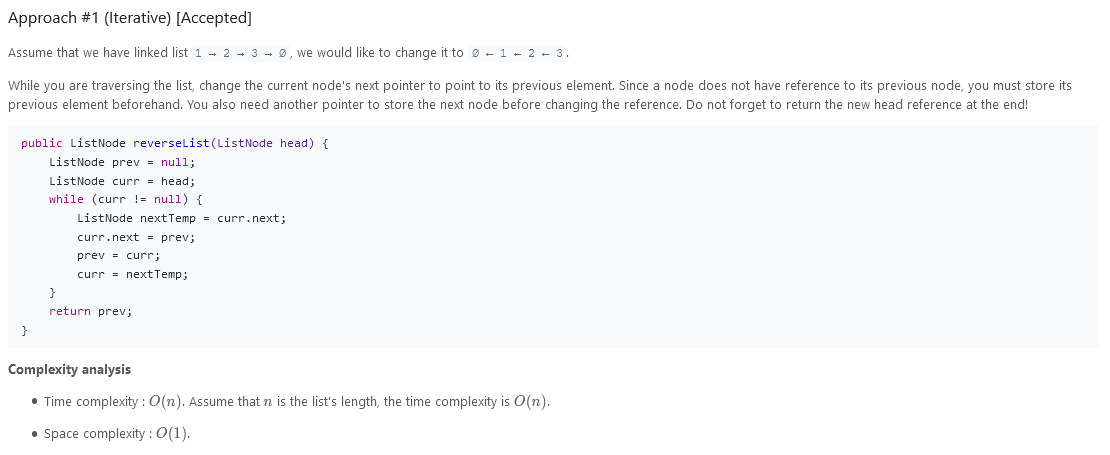 Approach #1 (Iterative) [Accepted]
Assume that we have linked list 1 → 2 → 3 → Ø, we would like to change it to Ø ← 1 ← 2 ← 3.
While you are traversing the list, change the current node's next pointer to point to its previous element. Since a node does not have reference to its previous node, you must store its
previous element beforehand. You also need another pointer to store the next node before changing the reference. Do not forget to return the new head reference at the end!
public ListNode reverseList(ListNode head) {
    ListNode prev = null;
    ListNode curr = head;
    while (curr != null) {
        ListNode nextTemp = curr.next;
        curr.next = prev;
        prev = curr;
        curr = nextTemp;
    }
    return prev;
}
Complexity analysis
• Time complexity : O(n). Assume that n is the list's length, the time complexity is O(n).
• Space complexity : O(1).